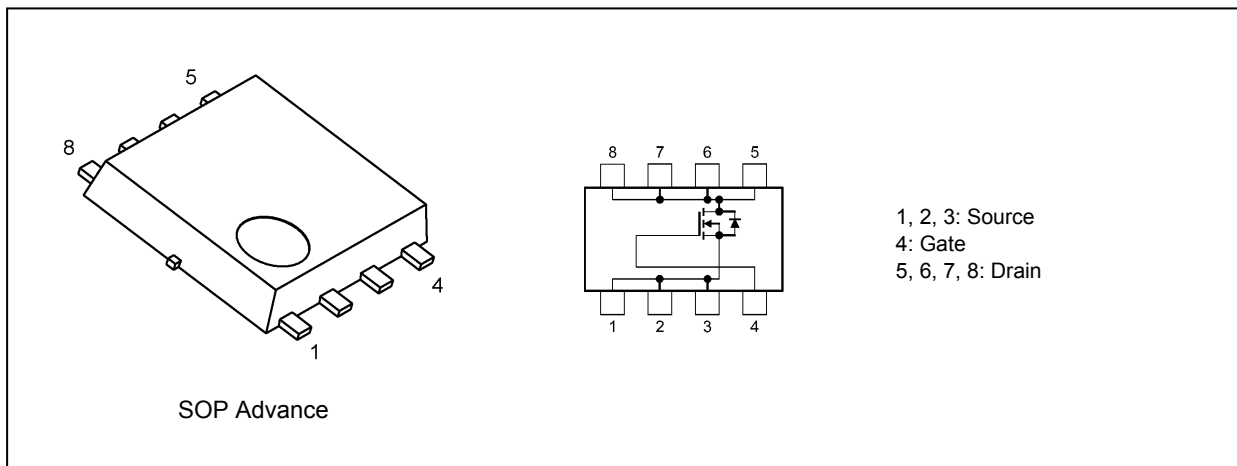 5
8
4
1
SOP Advance
8 7 6 5
1 2 3 4
1, 2, 3: Source
4: Gate
5, 6, 7, 8: Drain